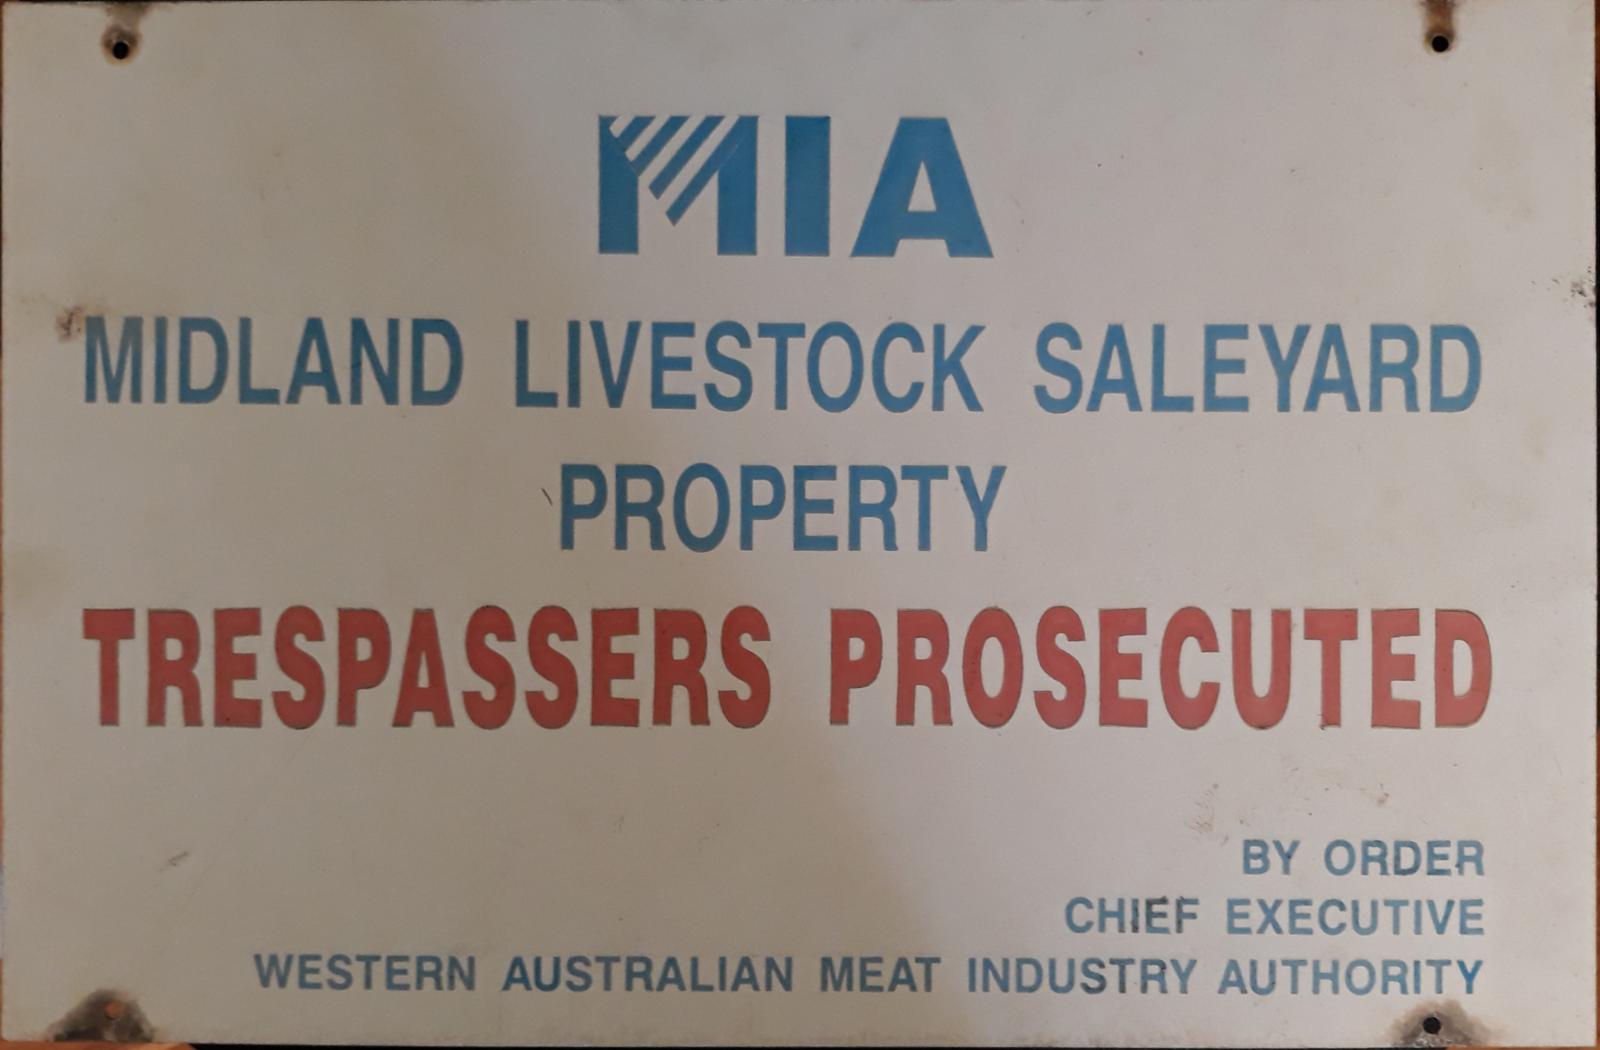 MIA
MIDLAND LIVESTOCK SALEYARD
PROPERTY
TRESPASSERS PROSECUTED
BY ORDER
CHIEF EXECUTIVE
WESTERN AUSTRALIAN MEAT INDUSTRY AUTHORITY